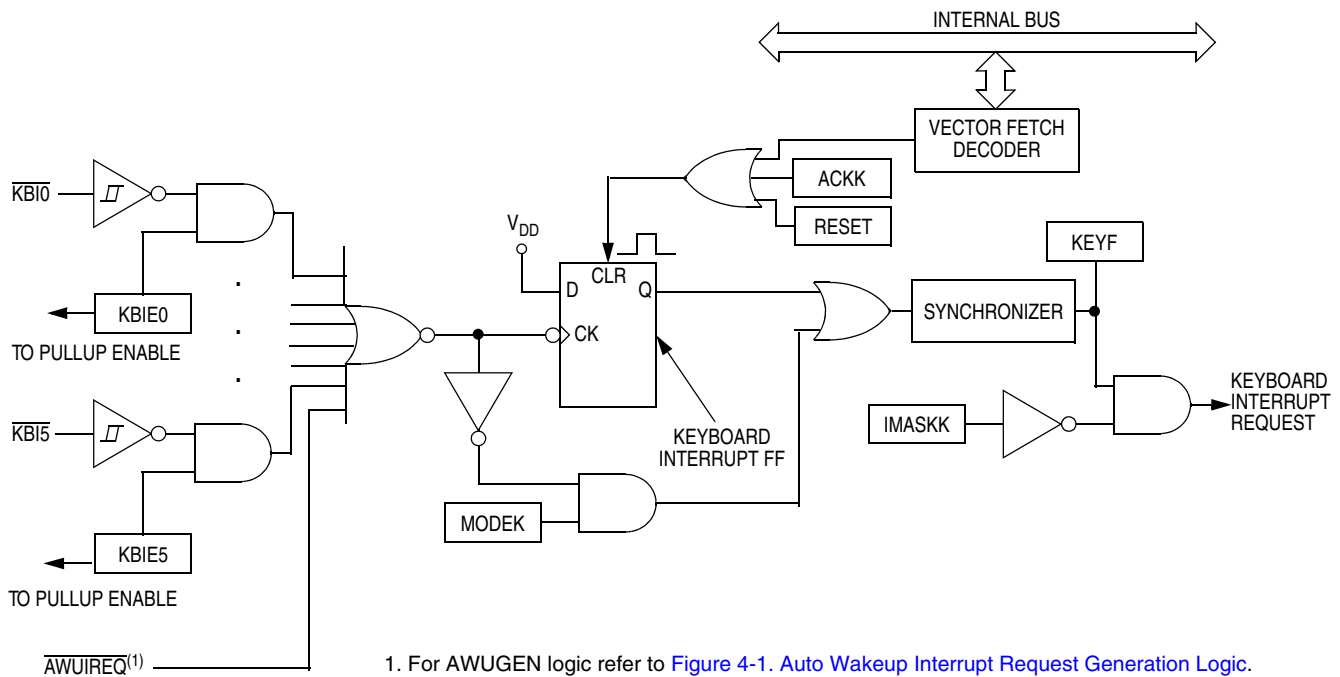 INTERNAL BUS
VECTOR FETCH
DECODER
ACKK
RESET
KBI0
KBIE0
TO PULLUP ENABLE
VDD
CLR
D
Q
CK
KEYBOARD
INTERRUPT FF
SYNCHRONIZER
KEYF
IMASKK
KEYBOARD
INTERRUPT
REQUEST
KBI5
KBIE5
TO PULLUP ENABLE
MODEK
AWUIREQ(1)
1. For AWUGEN logic refer to Figure 4-1. Auto Wakeup Interrupt Request Generation Logic.